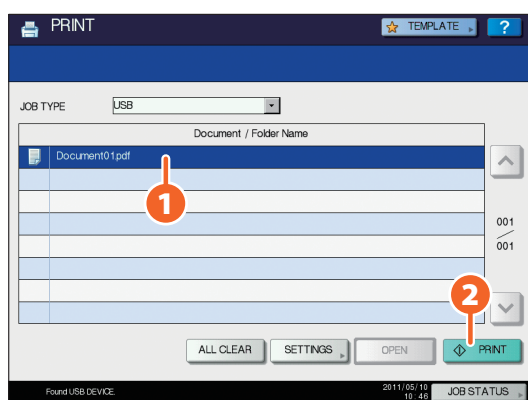 PRINT
TEMPLATE
?
JOB TYPE
USB
Document / Folder Name
Document01.pdf
1
001
001
2
ALL CLEAR
SETTINGS
OPEN
PRINT
Found USB DEVICE.
2011/05/10
10:46
JOB STATUS